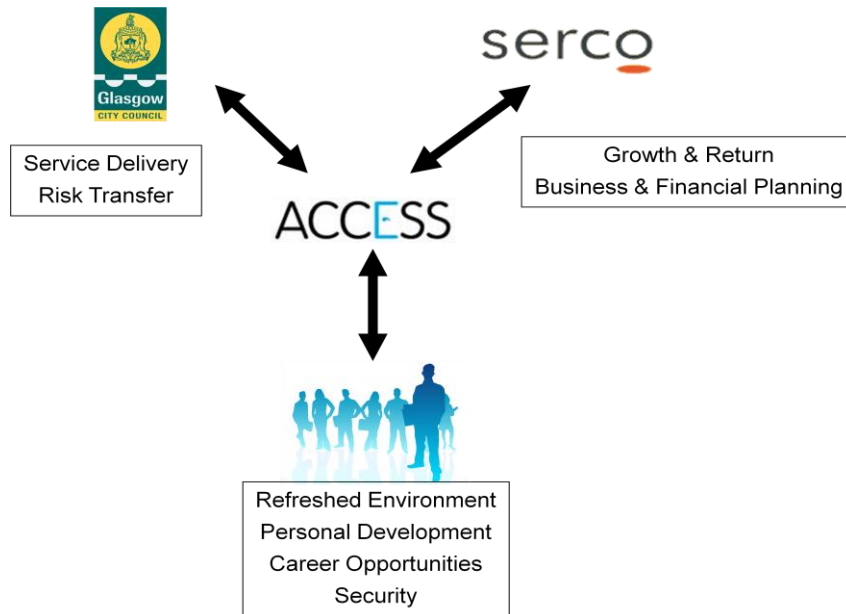 Glasgow
CITY COUNCIL
serco
Service Delivery
Risk Transfer
Growth & Return
Business & Financial Planning
ACCESS
Refreshed Environment
Personal Development
Career Opportunities
Security